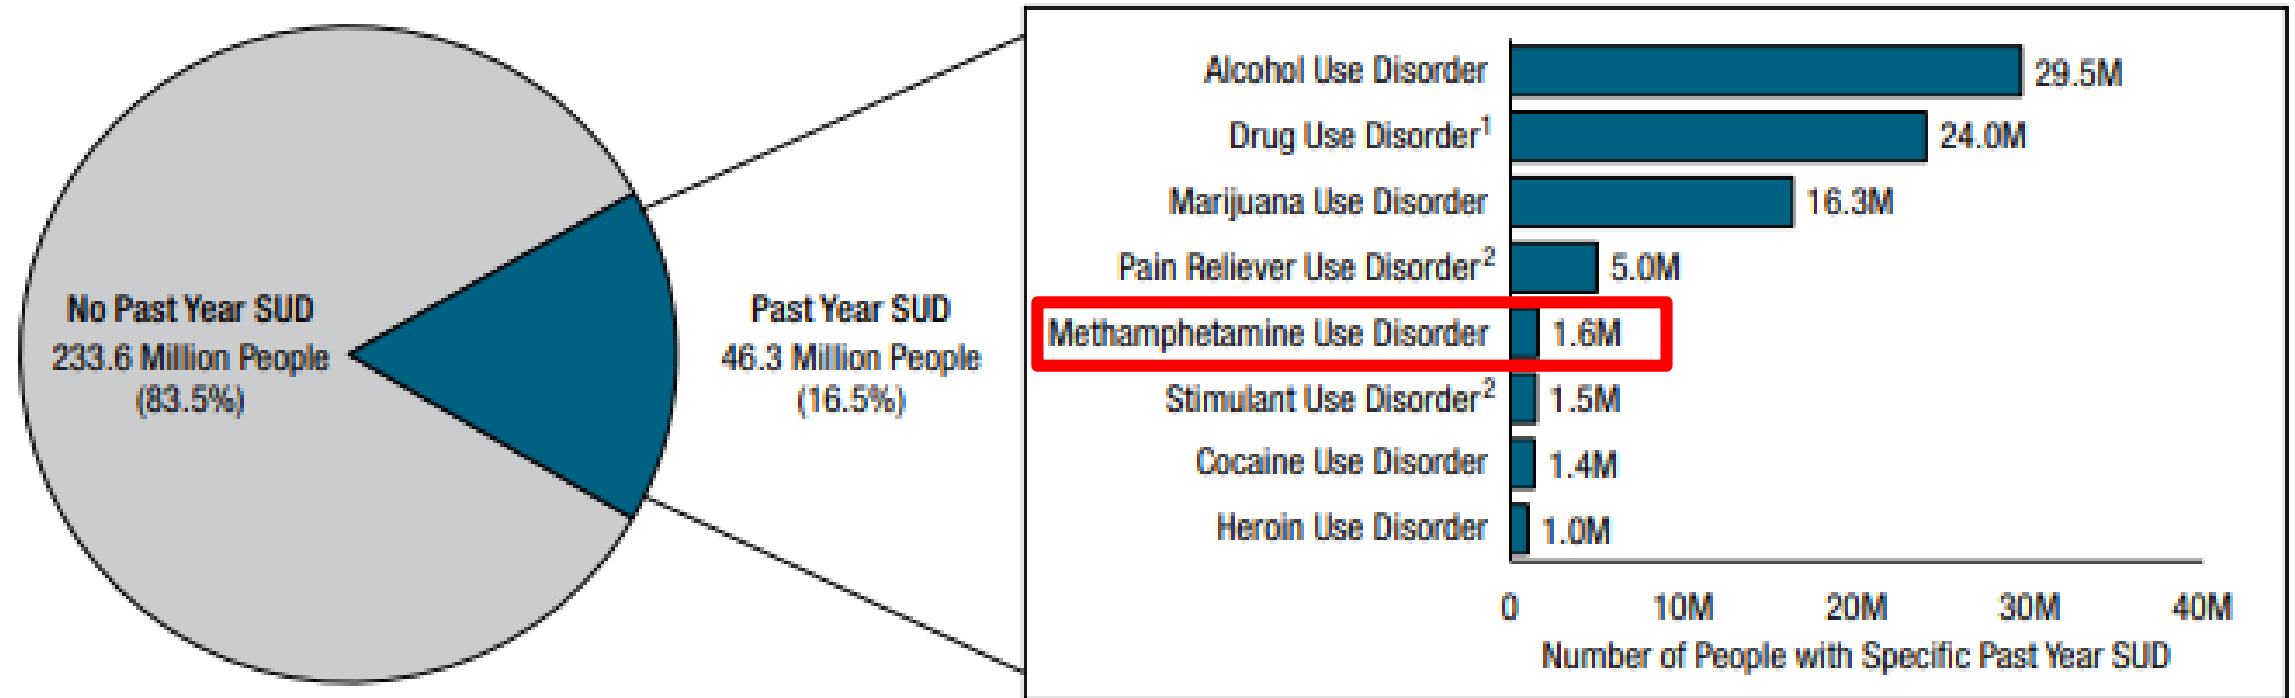 No Past Year SUD
233.6 Million People
(83.5%)
Past Year SUD
46.3 Million People
(16.5%)
Alcohol Use Disorder 29.5M
Drug Use Disorder¹ 24.0M
Marijuana Use Disorder 16.3M
Pain Reliever Use Disorder² 5.0M
Methamphetamine Use Disorder 1.6M
Stimulant Use Disorder² 1.5M
Cocaine Use Disorder 1.4M
Heroin Use Disorder 1.0M
0 10M 20M 30M 40M
Number of People with Specific Past Year SUD